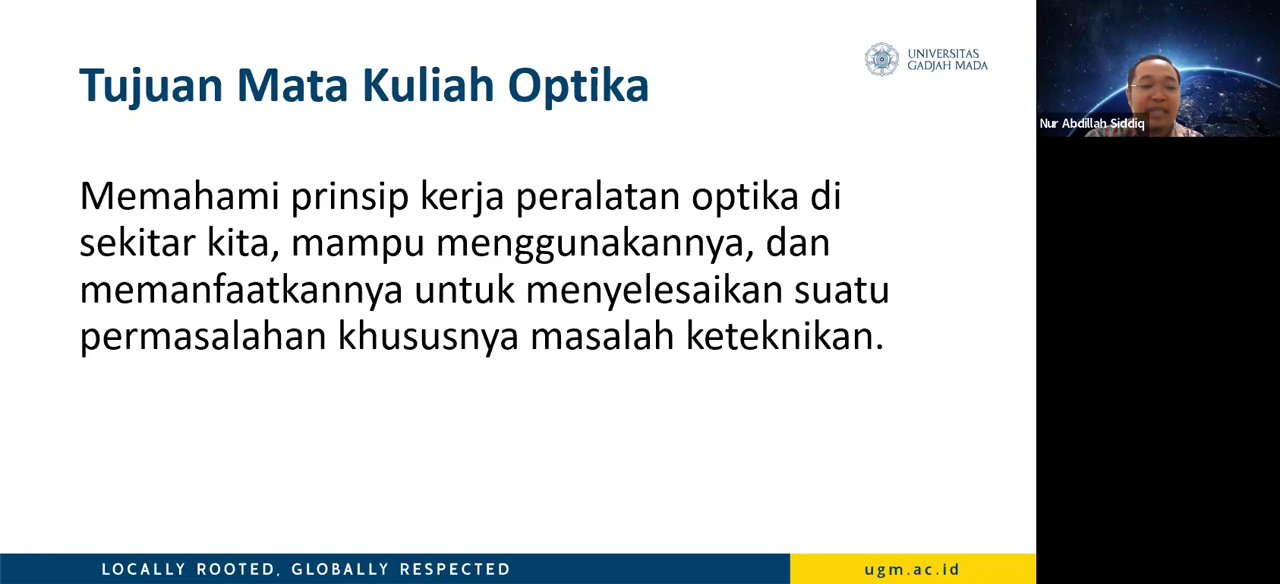 Tujuan Mata Kuliah Optika
UNIVERSITAS
GADJAH MADA
Nur Abdillah Siddiq
Memahami prinsip kerja peralatan optika di
sekitar kita, mampu menggunakannya, dan
memanfaatkannya untuk menyelesaikan suatu
permasalahan khususnya masalah keteknikan.
LOCALLY ROOTED, GLOBALLY RESPECTED
ugm.ac.id